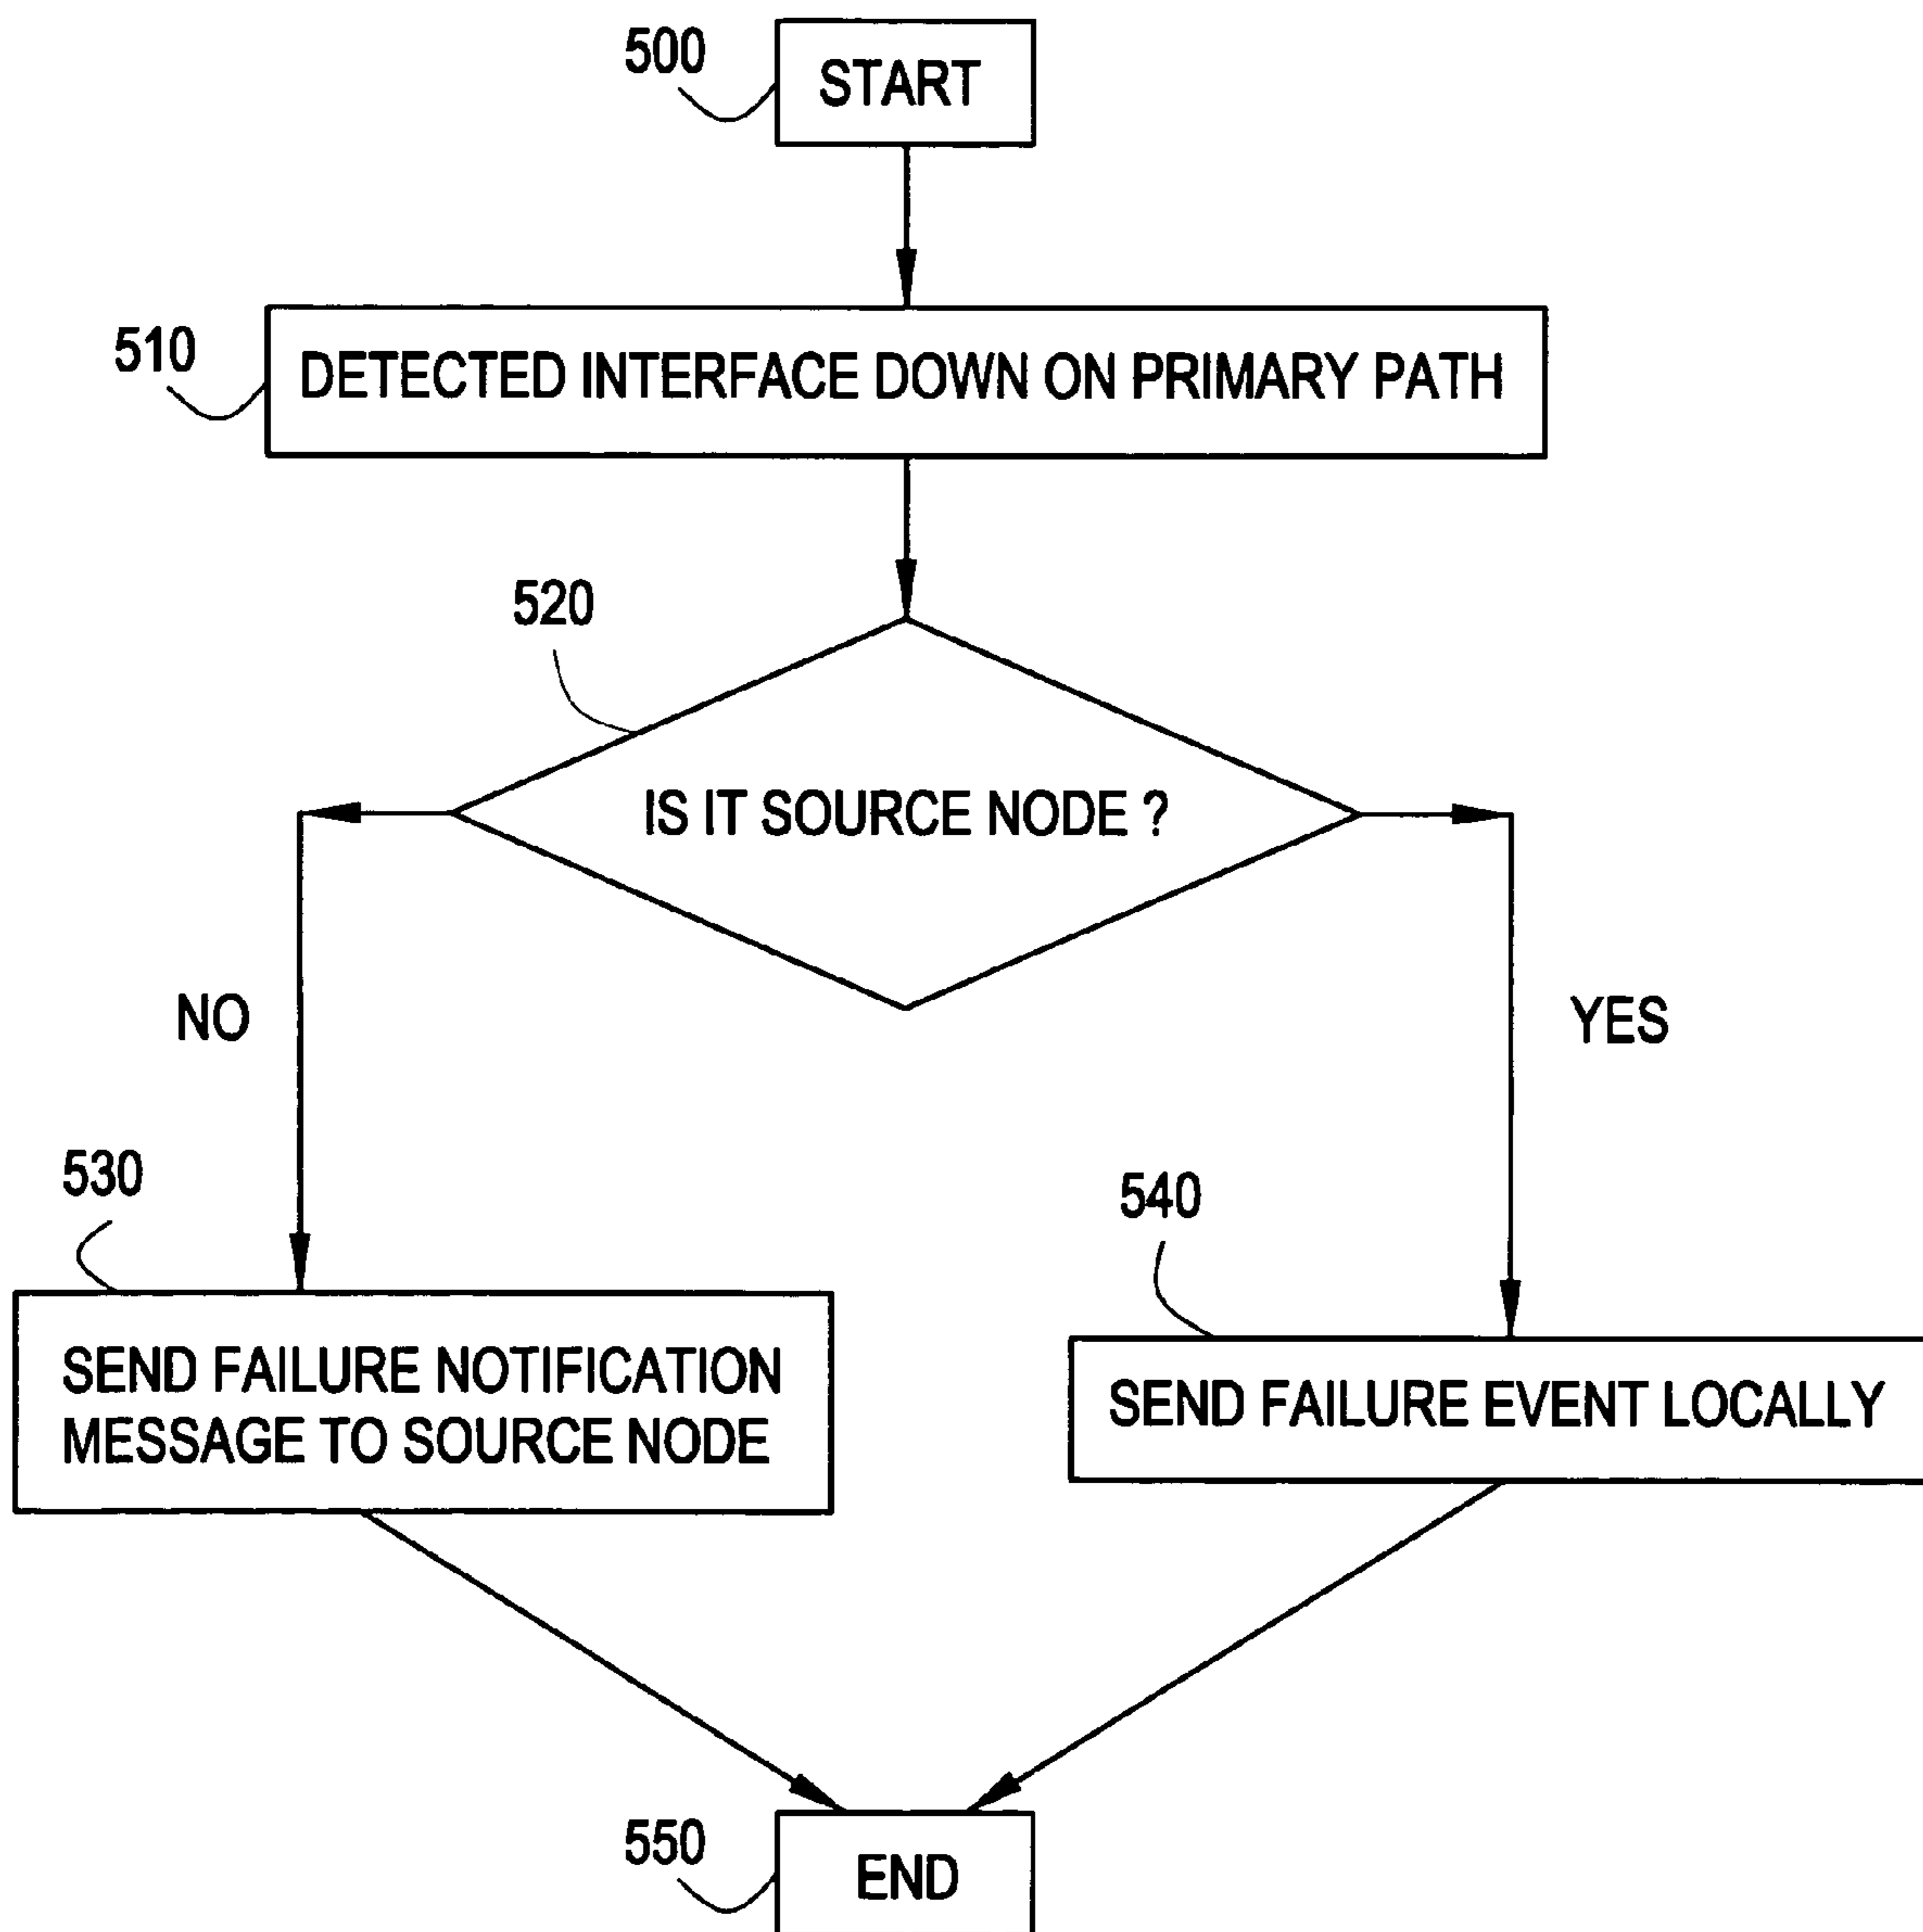 500
START
510
DETECTED INTERFACE DOWN ON PRIMARY PATH
520
IS IT SOURCE NODE ?
NO
YES
530
SEND FAILURE NOTIFICATION
MESSAGE TO SOURCE NODE
540
SEND FAILURE EVENT LOCALLY
550
END